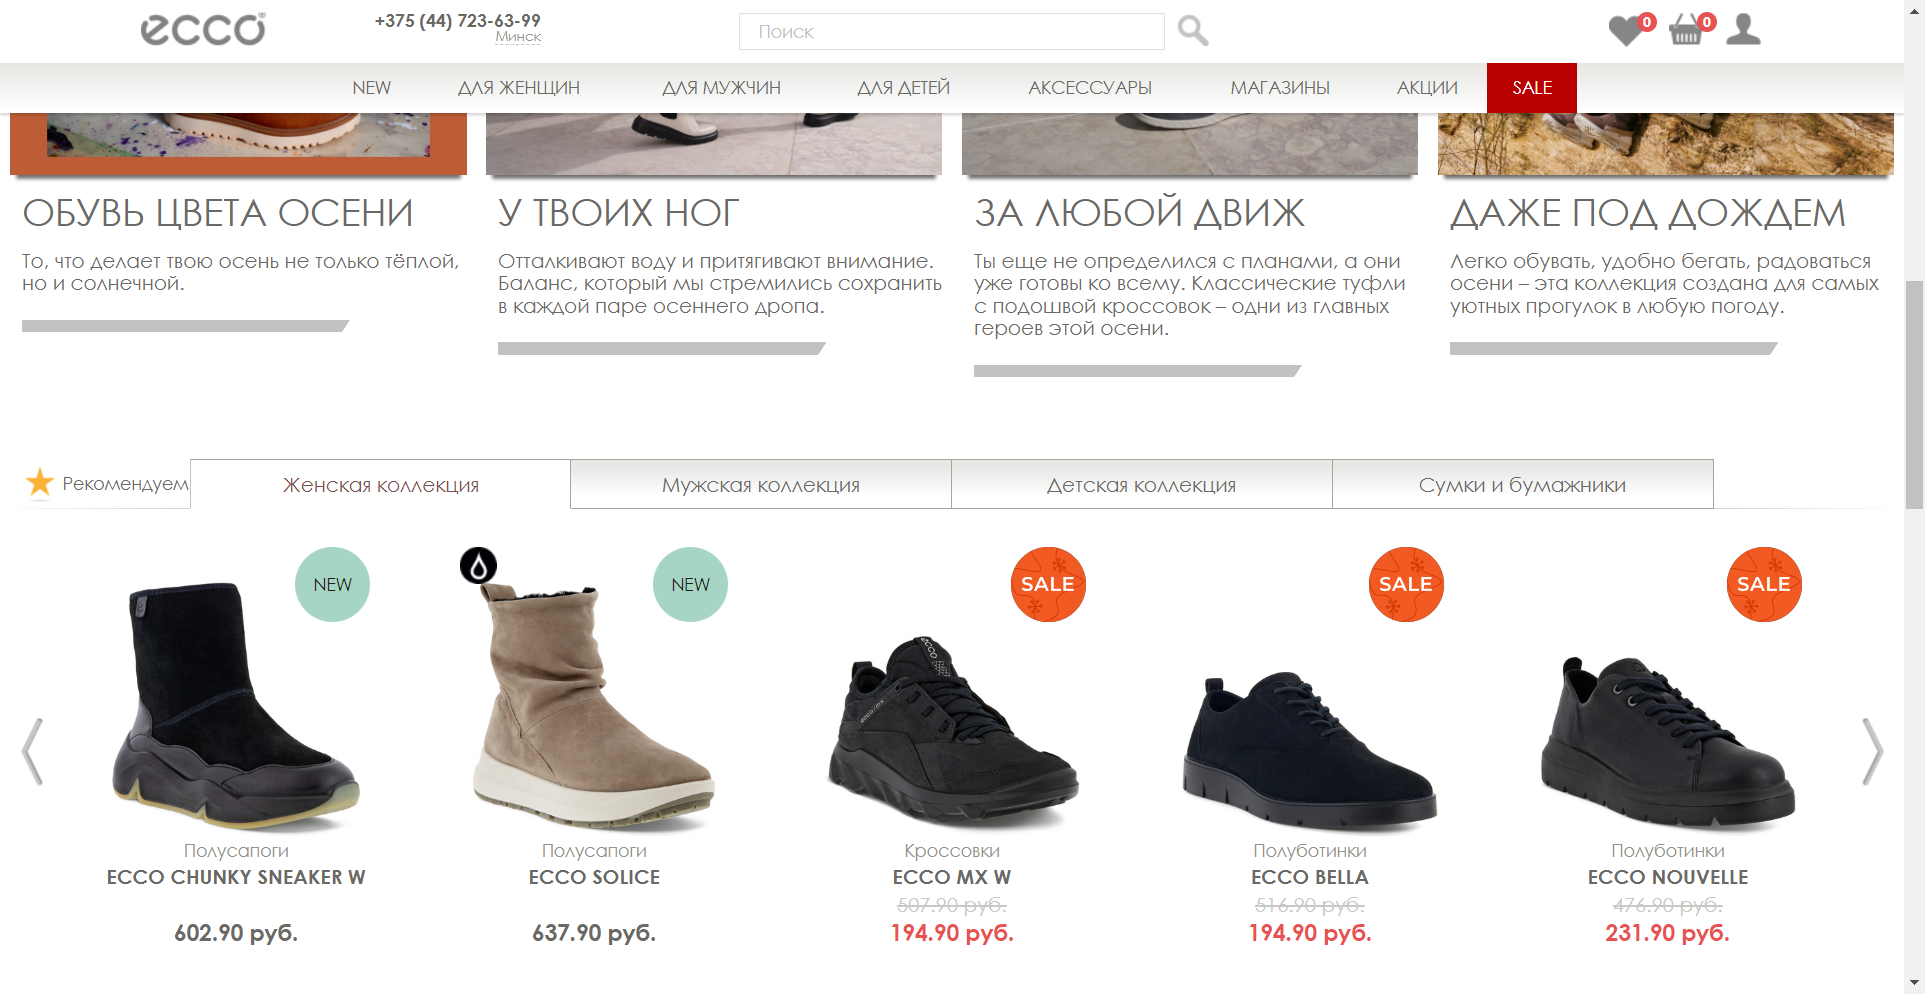 ecco
+375 (44) 723-63-99
Минск
Поиск
0
0
NEW
ДЛЯ ЖЕНЩИН
ДЛЯ МУЖЧИН
ДЛЯ ДЕТЕЙ
АКСЕССУАРЫ
МАГАЗИНЫ
АКЦИИ
SALE
ОБУВЬ ЦВЕТА ОСЕНИ
То, что делает твою осень не только тёплой,
но и солнечной.
У ТВОИХ НОГ
Отталкивают воду и притягивают внимание.
Баланс, который мы стремились сохранить
в каждой паре осеннего дропа.
ЗА ЛЮБОЙ ДВИЖ
Ты еще не определился с планами, а они
уже готовы ко всему. Классические туфли
с подошвой кроссовок – одни из главных
героев этой осени.
ДАЖЕ ПОД ДОЖДЕМ
Легко обувать, удобно бегать, радоваться
осени – эта коллекция создана для самых
уютных прогулок в любую погоду.
Рекомендуем
Женская коллекция
Мужская коллекция
Детская коллекция
Сумки и бумажники
NEW
Полусапоги
ECCO CHUNKY SNEAKER W
602.90 руб.
NEW
Полусапоги
ECCO SOLICE
637.90 руб.
SALE
Кроссовки
ECCO MX W
507.90 руб.
194.90 руб.
SALE
Полуботинки
ECCO BELLA
516.90 руб.
194.90 руб.
SALE
Полуботинки
ECCO NOUVELLE
476.90 руб.
231.90 руб.